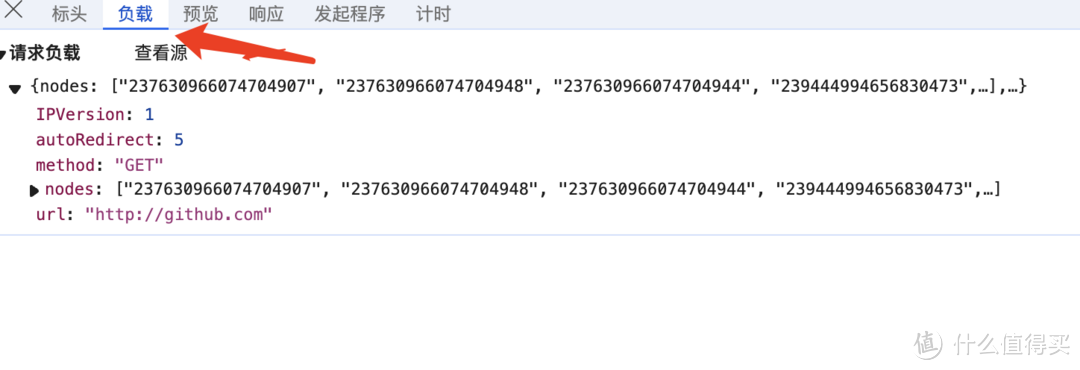 标头 负载 预览 响应 发起程序 计时
请求负载 查看源
{nodes: ["237630966074704907", "237630966074704948", "237630966074704944", "239444994656830473",…],…}
IPVersion: 1
autoRedirect: 5
method: "GET"
nodes: ["237630966074704907", "237630966074704948", "237630966074704944", "239444994656830473",…]
url: "http://github.com"
值 什么值得买